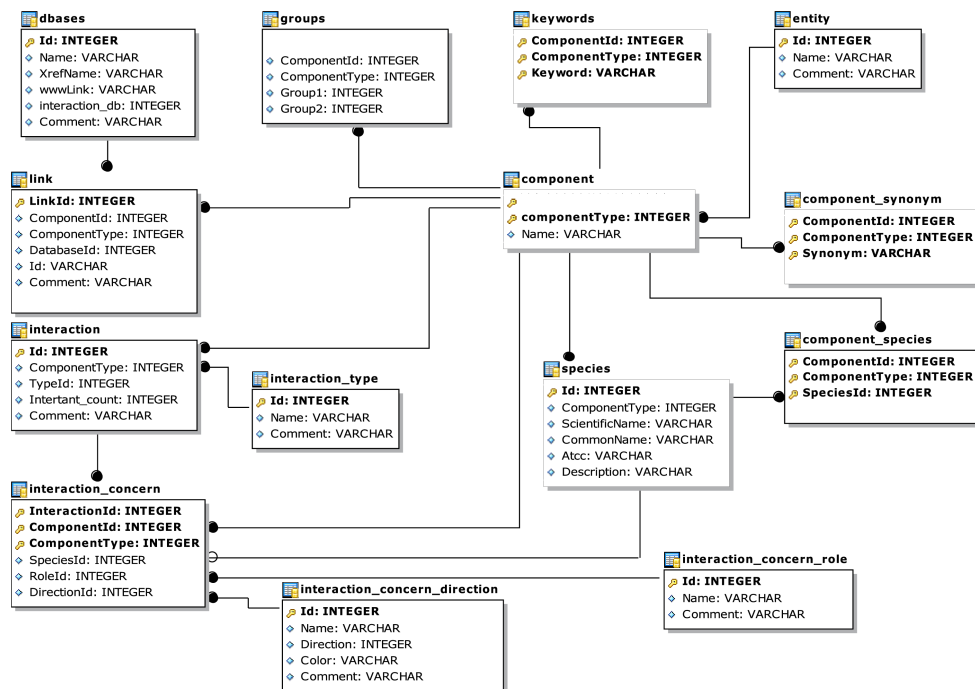 dbases
Id: INTEGER
Name: VARCHAR
XrefName: VARCHAR
wwwLink: VARCHAR
interaction_db: INTEGER
Comment: VARCHAR
groups
ComponentId: INTEGER
ComponentType: INTEGER
Group1: INTEGER
Group2: INTEGER
keywords
ComponentId: INTEGER
ComponentType: INTEGER
Keyword: VARCHAR
entity
Id: INTEGER
Name: VARCHAR
Comment: VARCHAR
link
LinkId: INTEGER
ComponentId: INTEGER
ComponentType: INTEGER
DatabaseId: INTEGER
Id: VARCHAR
Comment: VARCHAR
component
componentType: INTEGER
Name: VARCHAR
component_synonym
ComponentId: INTEGER
ComponentType: INTEGER
Synonym: VARCHAR
interaction
Id: INTEGER
ComponentType: INTEGER
TypeId: INTEGER
Intertant_count: INTEGER
Comment: VARCHAR
interaction_type
Id: INTEGER
Name: VARCHAR
Comment: VARCHAR
species
Id: INTEGER
ComponentType: INTEGER
ScientificName: VARCHAR
CommonName: VARCHAR
Atcc: VARCHAR
Description: VARCHAR
component_species
ComponentId: INTEGER
ComponentType: INTEGER
SpeciesId: INTEGER
interaction_concern
InteractionId: INTEGER
ComponentId: INTEGER
ComponentType: INTEGER
SpeciesId: INTEGER
RoleId: INTEGER
DirectionId: INTEGER
interaction_concern_direction
Id: INTEGER
Name: VARCHAR
Direction: INTEGER
Color: VARCHAR
Comment: VARCHAR
interaction_concern_role
Id: INTEGER
Name: VARCHAR
Comment: VARCHAR